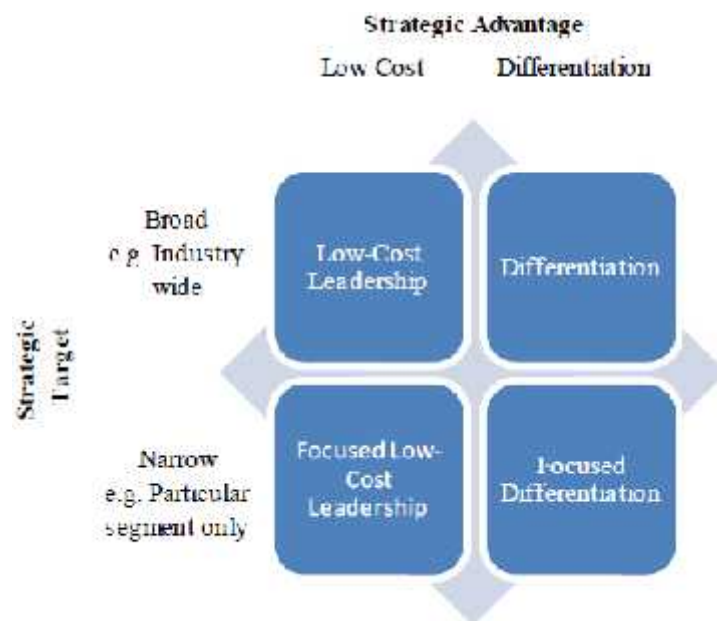 Strategic Advantage
Low Cost Differentiation
Broad
e.g. Industry
wide
Low-Cost
Leadership
Differentiation
Strategic
Target
Narrow
e.g. Particular
segment only
Focused Low-
Cost
Leadership
Focused
Differentiation